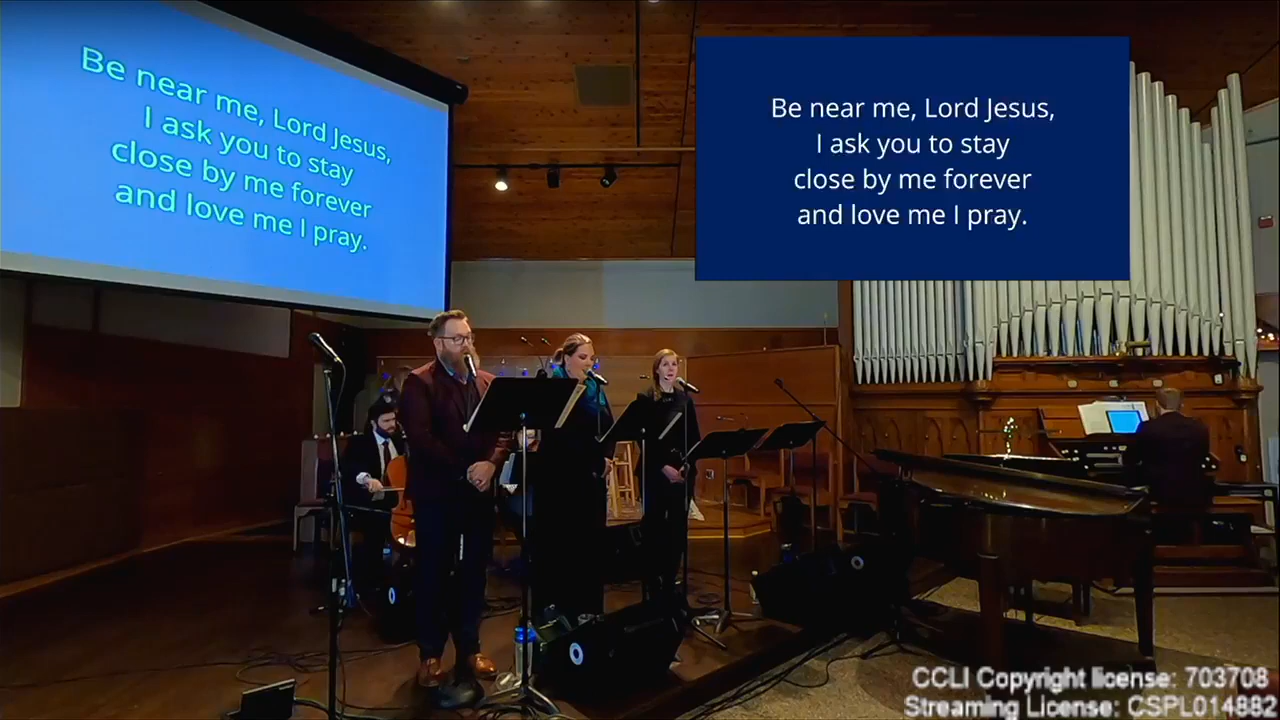 Be near me, Lord Jesus,
I ask you to stay
close by me forever
and love me I pray.
Be near me, Lord Jesus,
I ask you to stay
close by me forever
and love me I pray.
CCLI Copyright license: 703708
Streaming License: CSPL014882